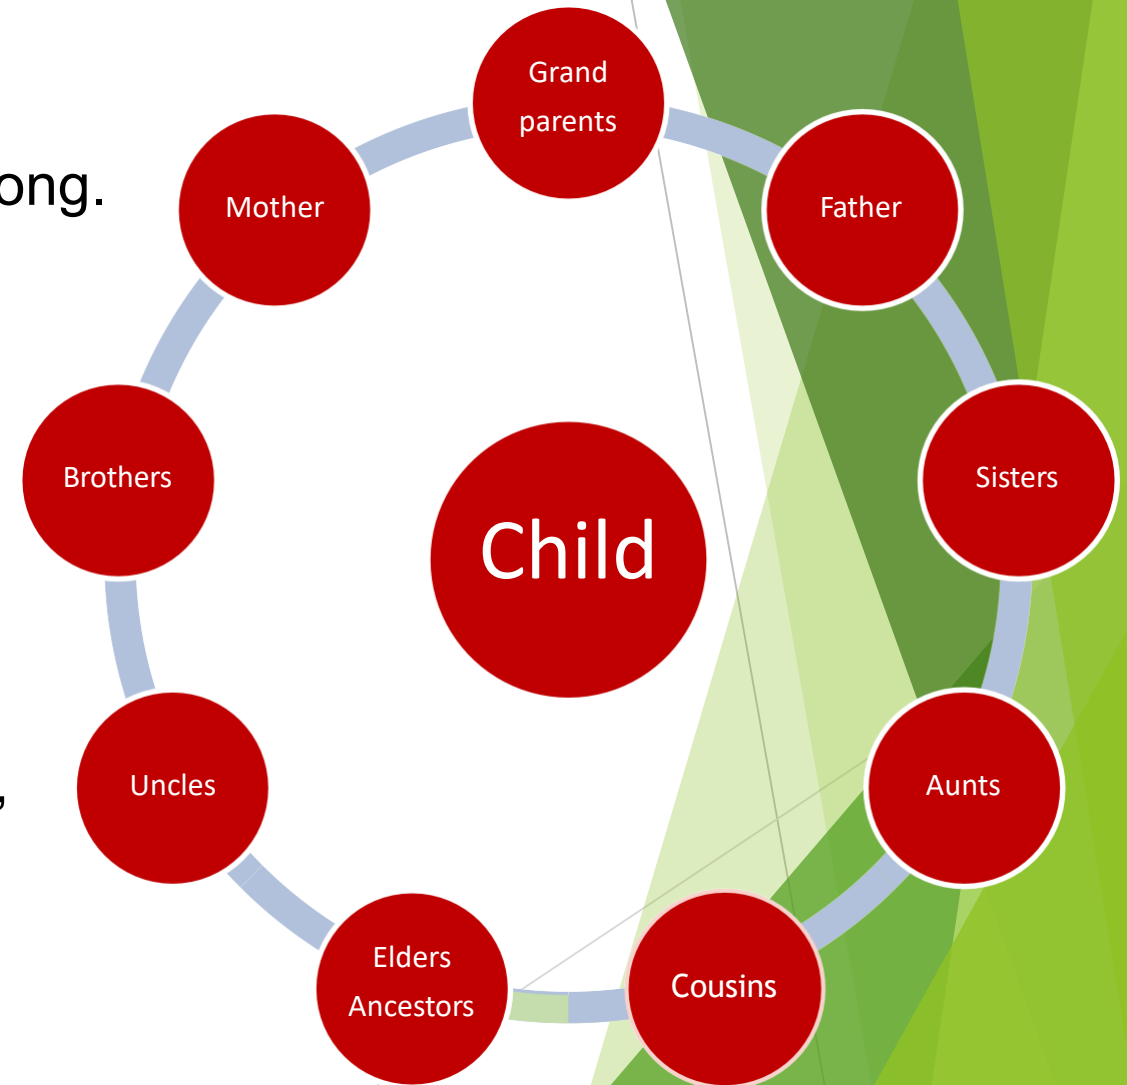 Grand
parents
ong.
Mother
Father
Brothers
Sisters
Child
Uncles
Aunts
,
Elders
Ancestors
Cousins